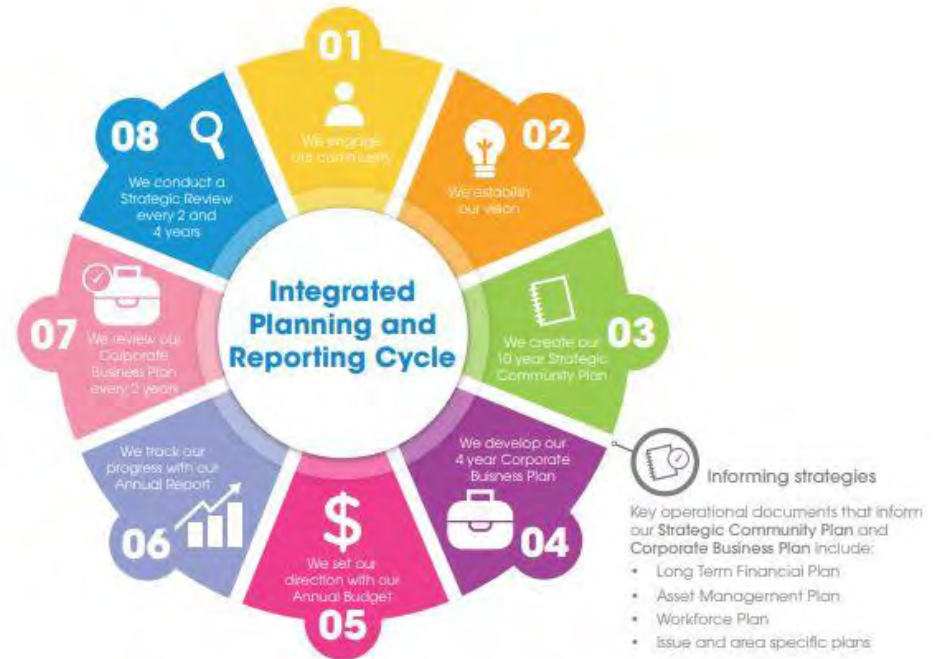 01
We engage
our community
02
We establish
our vision
03
We create our
10 year Strategic
Community Plan
We develop our
4 year Corporate
Buisness Plan
04
We set our
direction with our
Annual Budget
05
We track our
progress with our
Annual Report
06
07
We review our
Corporate
Business Plan
every 2 years
08
We conduct a
Strategic Review
every 2 and
4 years
Integrated
Planning and
Reporting Cycle
Informing strategies
Key operational documents that inform
our Strategic Community Plan and
Corporate Business Plan include:
• Long Term Financial Plan
• Asset Management Plan
• Workforce Plan
• Issue and area specific plans